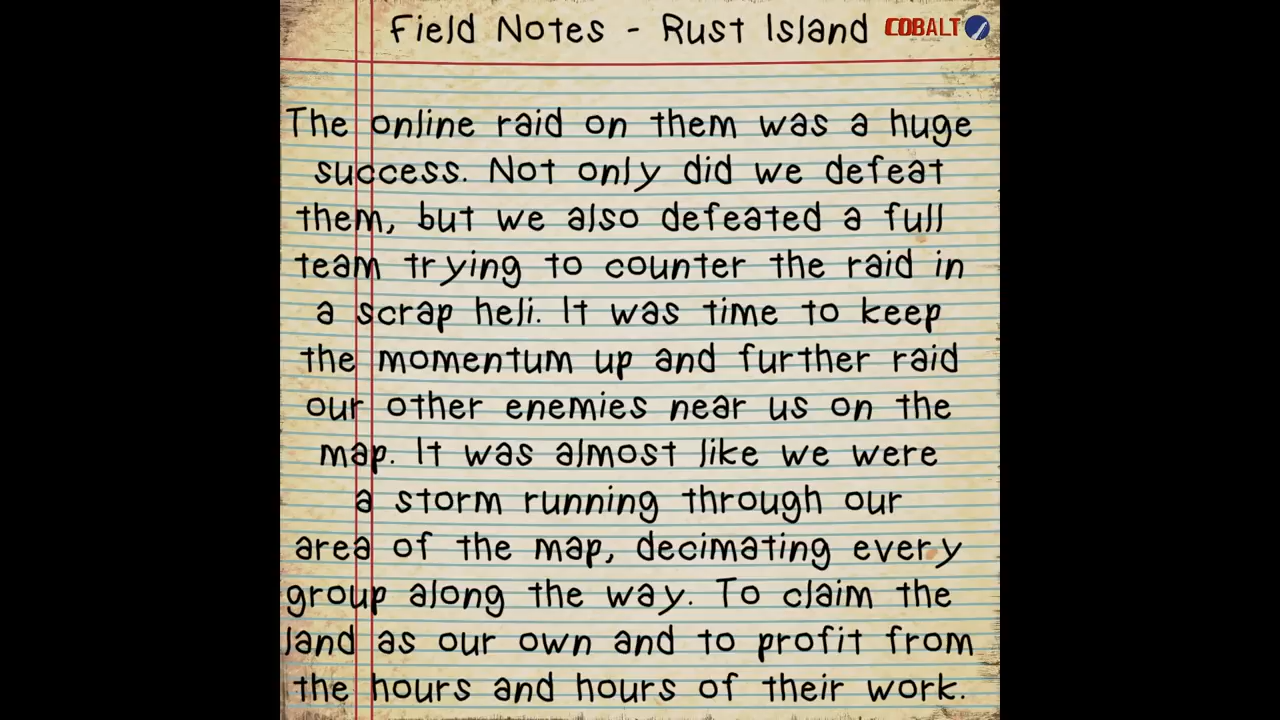 Field Notes - Rust Island COBALT
The online raid on them was a huge
success. Not only did we defeat
them, but we also defeated a full
team trying to counter the raid in
a scrap heli. It was time to keep
the momentum up and further raid
our other enemies near us on the
map. It was almost like we were
a storm running through our
area of the map, decimating every
group along the way. To claim the
land as our own and to profit from
the hours and hours of their work.